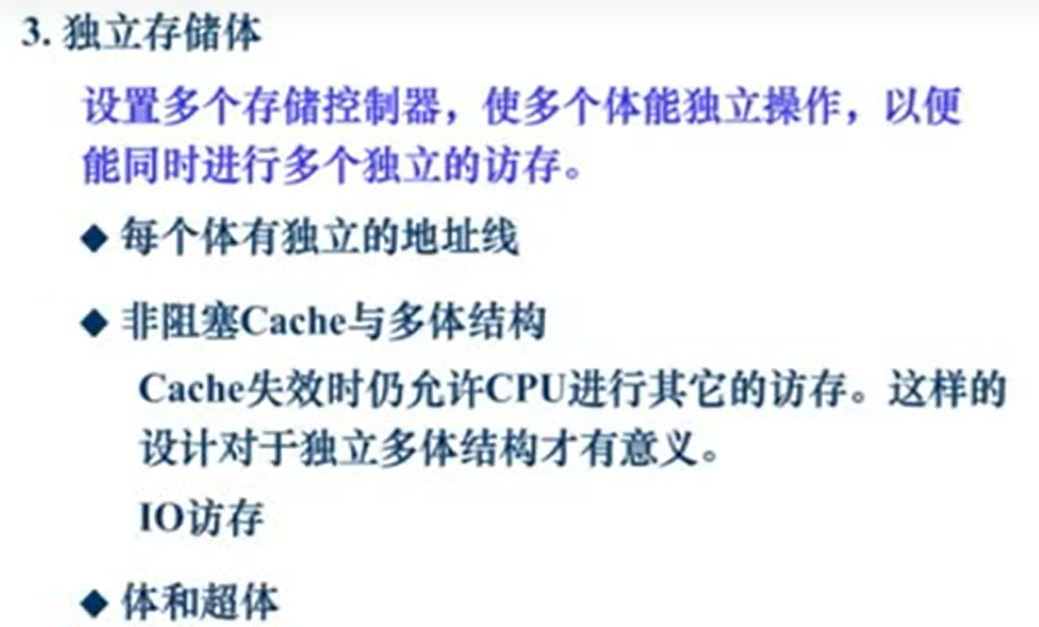 3. 独立存储体
设置多个存储控制器，使多个体能独立操作，以便
能同时进行多个独立的访存。
◆ 每个体有独立的地址线
◆ 非阻塞Cache与多体结构
Cache失效时仍允许CPU进行其它的访存。这样的
设计对于独立多体结构才有意义。
IO访存
◆ 体和超体